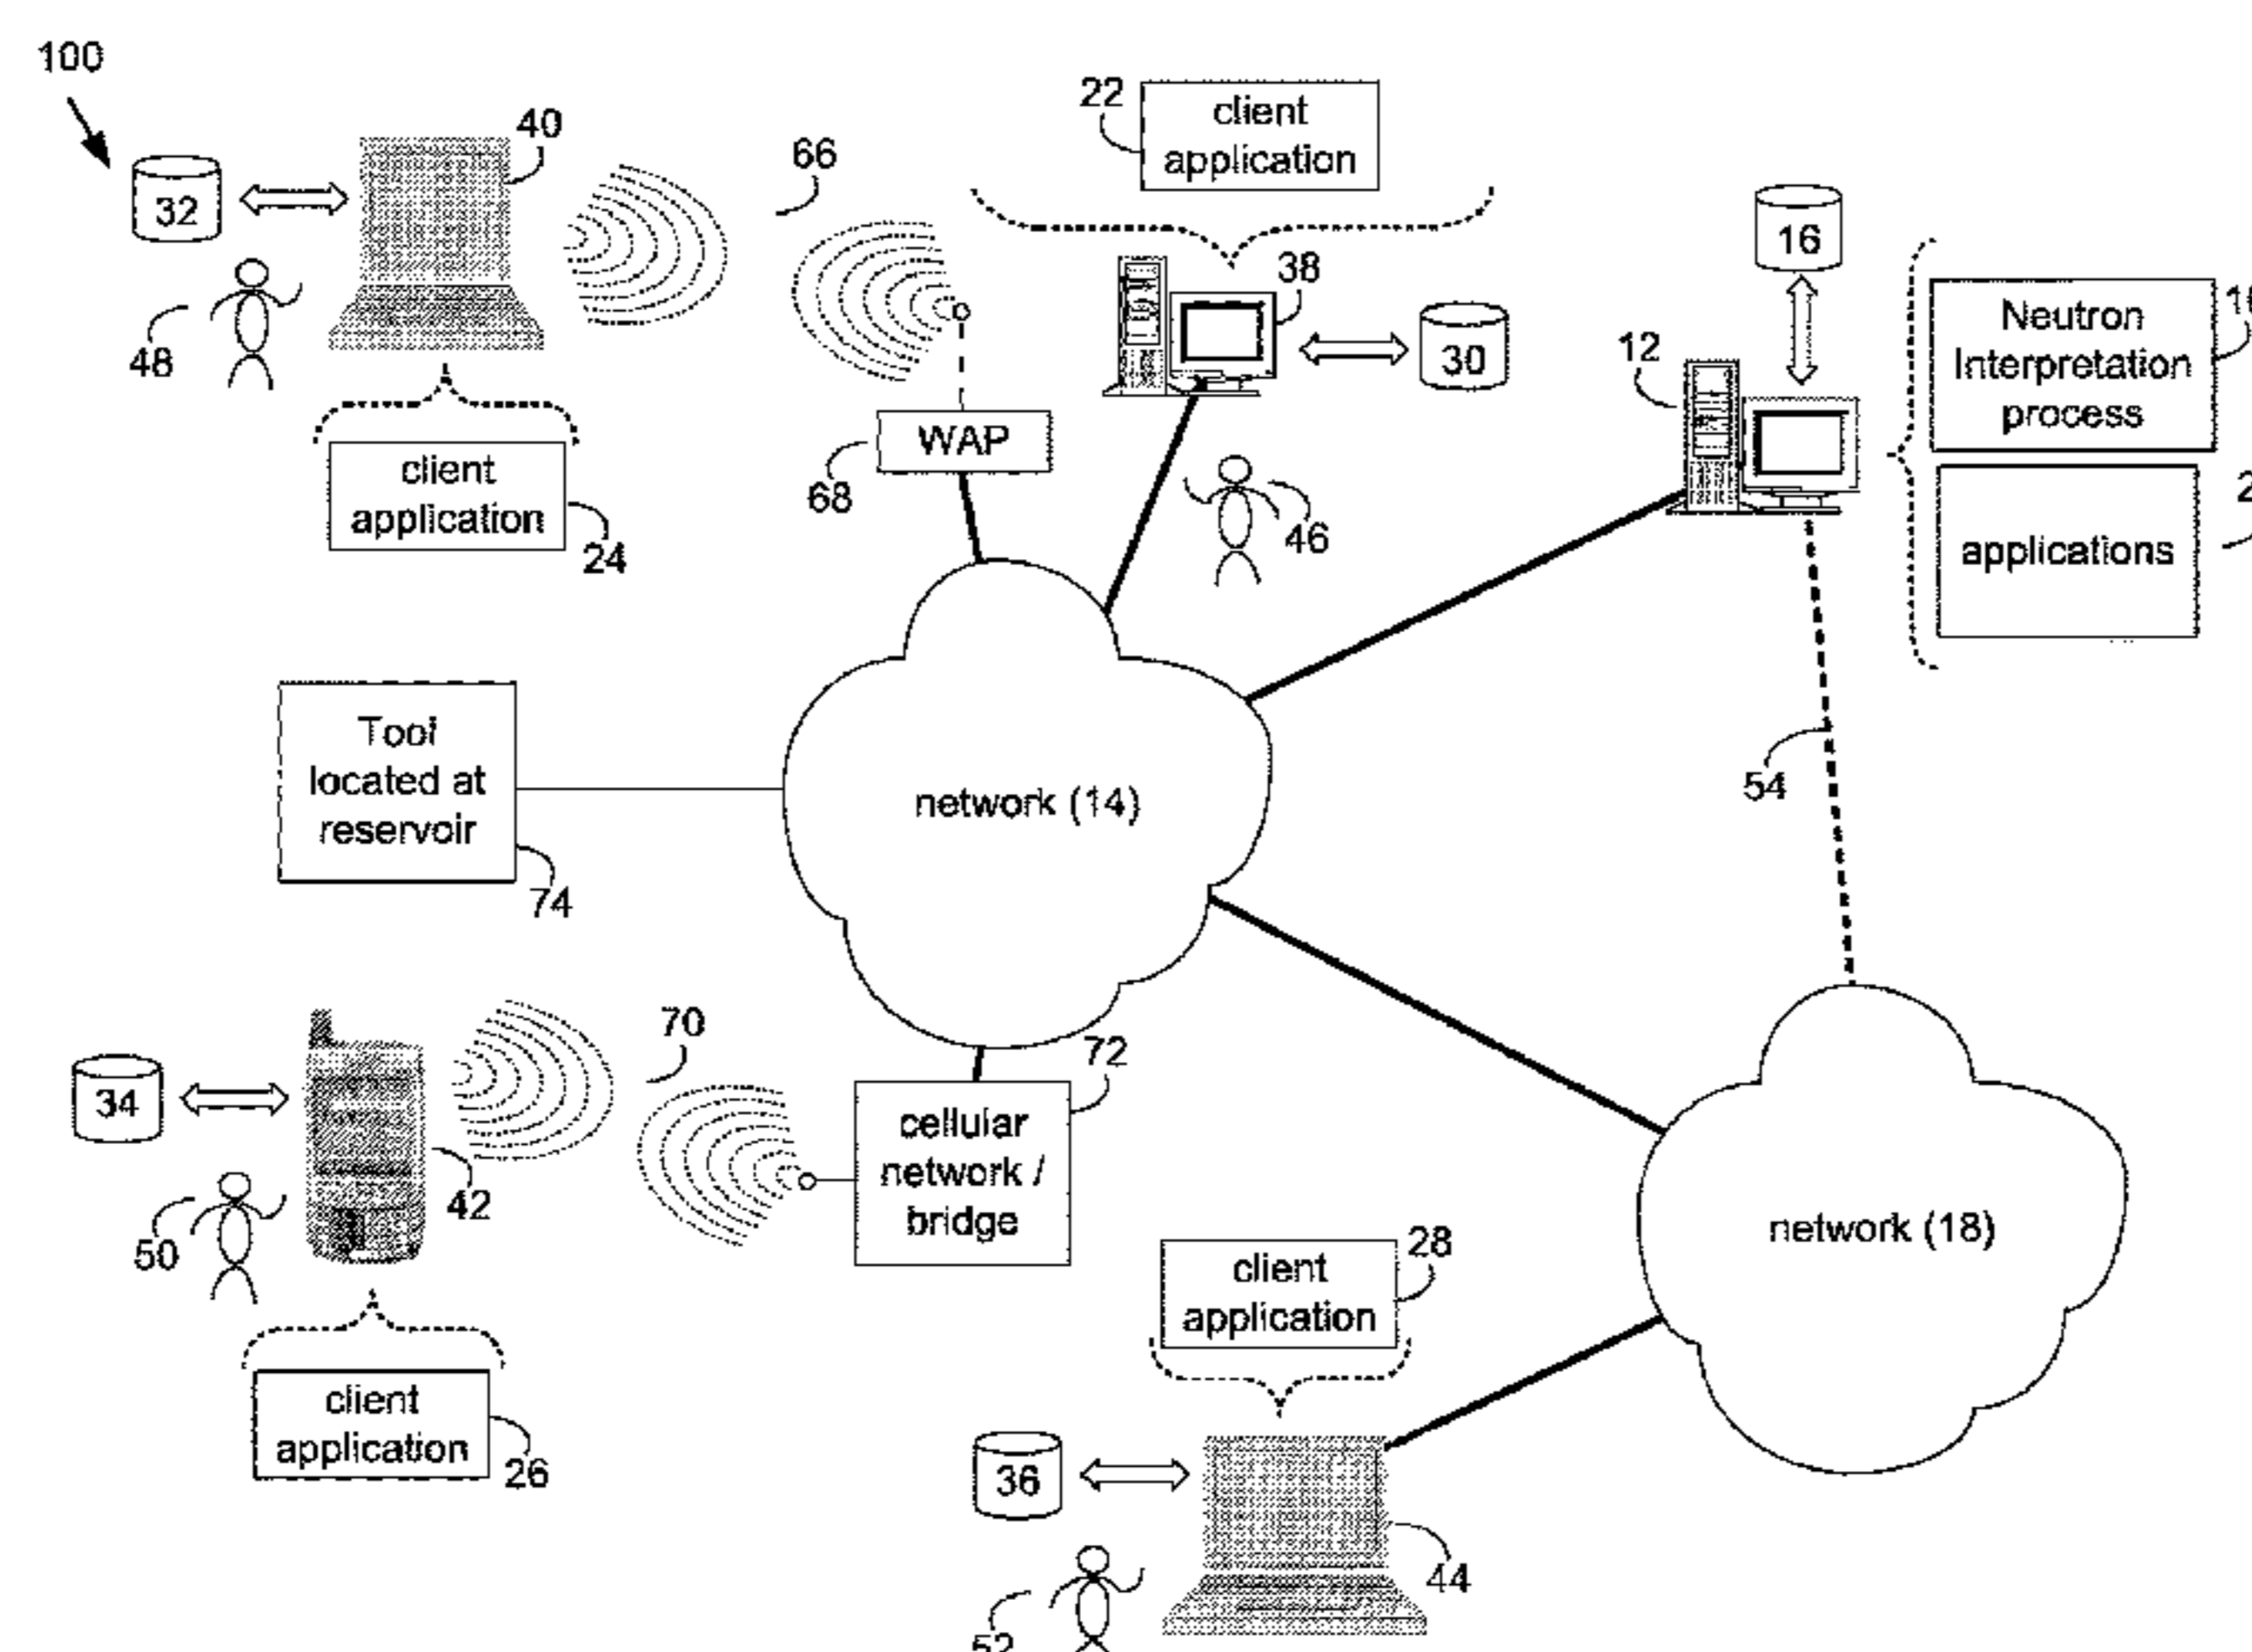 100
32
40
48
client
application
24
66
WAP
68
22
client
application
38
30
46
16
12
Neutron
Interpretation
process
applications
54
Tool
located at
reservoir
74
network (14)
34
42
50
client
application
26
70
72
cellular
network /
bridge
network (18)
28
client
application
36
44
52